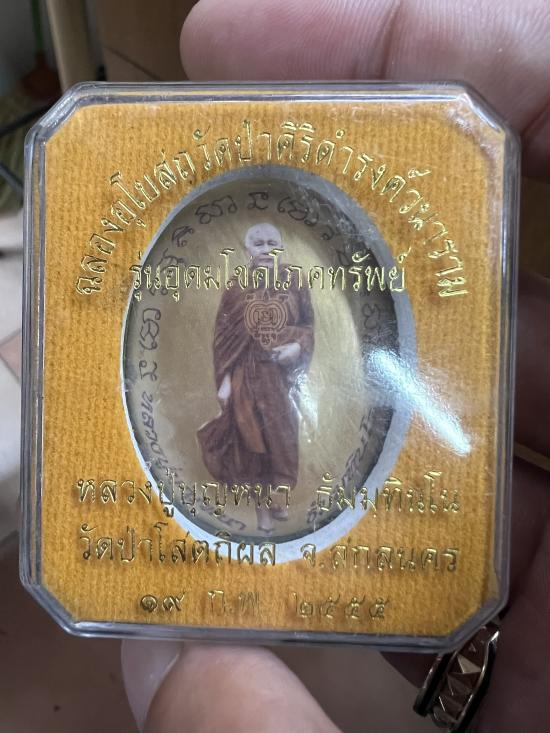 ฉลองอุโบสถวัดป่าศิริดำรงค์วนาราม
รุ่นอุดมโชคโภคทรัพย์
หลวงปู่บุญหนา ธัมมทินโน
วัดป่าโสตถิผล จ.สกลนคร
๑๙ ก.พ. ๒๕๕๕